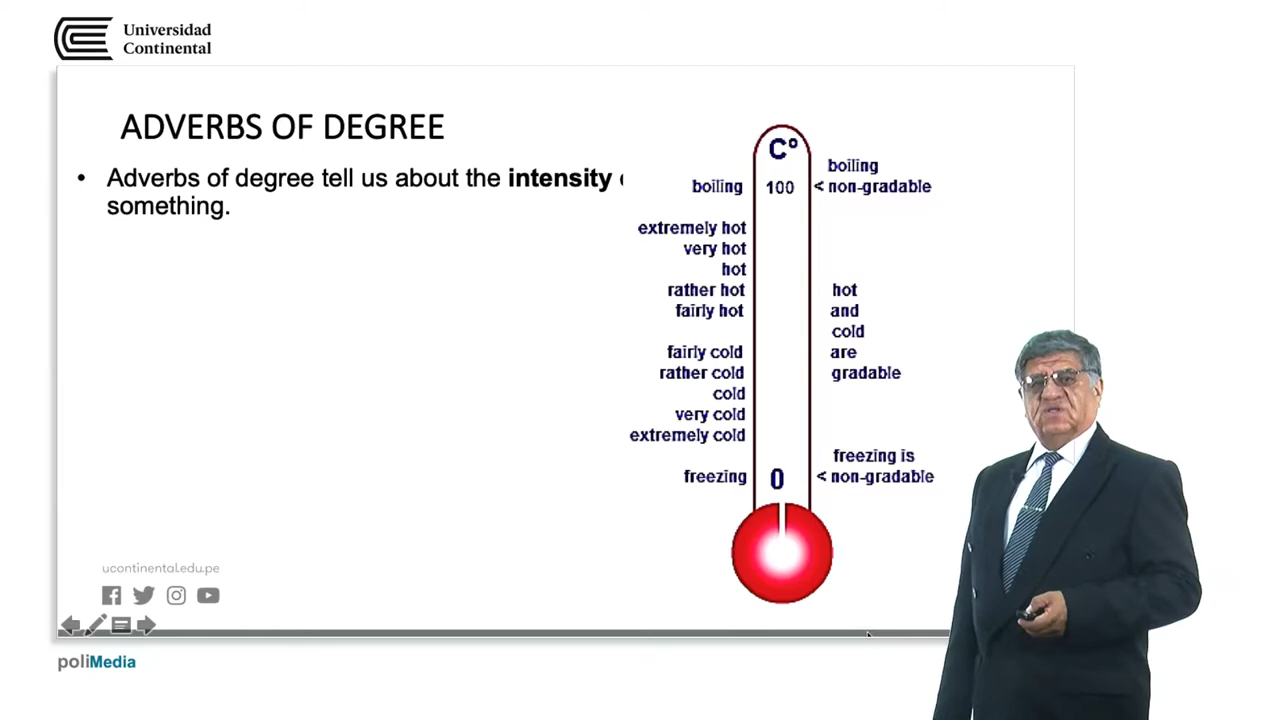 Universidad
Continental
ADVERBS OF DEGREE
• Adverbs of degree tell us about the intensity
something.
C°
boiling 100 < non-gradable
boiling
extremely hot
very hot
hot
rather hot
fairly hot
fairly cold
rather cold
cold
very cold
extremely cold
freezing 0 < non-gradable
hot
and
cold
are
gradable
freezing is
ucontinental.edu.pe
poliMedia